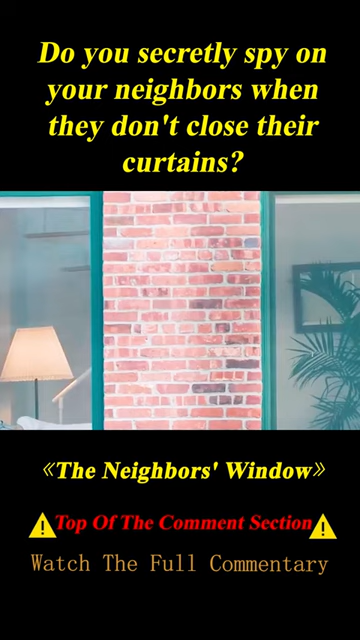 Do you secretly spy on
your neighbors when
they don't close their
curtains?
《The Neighbors' Window》
Top Of The Comment Section
Watch The Full Commentary